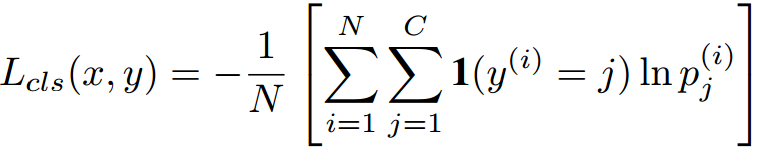 L_{cls}(x, y) = -\frac{1}{N} \left[ \sum_{i=1}^{N} \sum_{j=1}^{C} \mathbf{1}(y^{(i)} = j) \ln p_j^{(i)} \right]